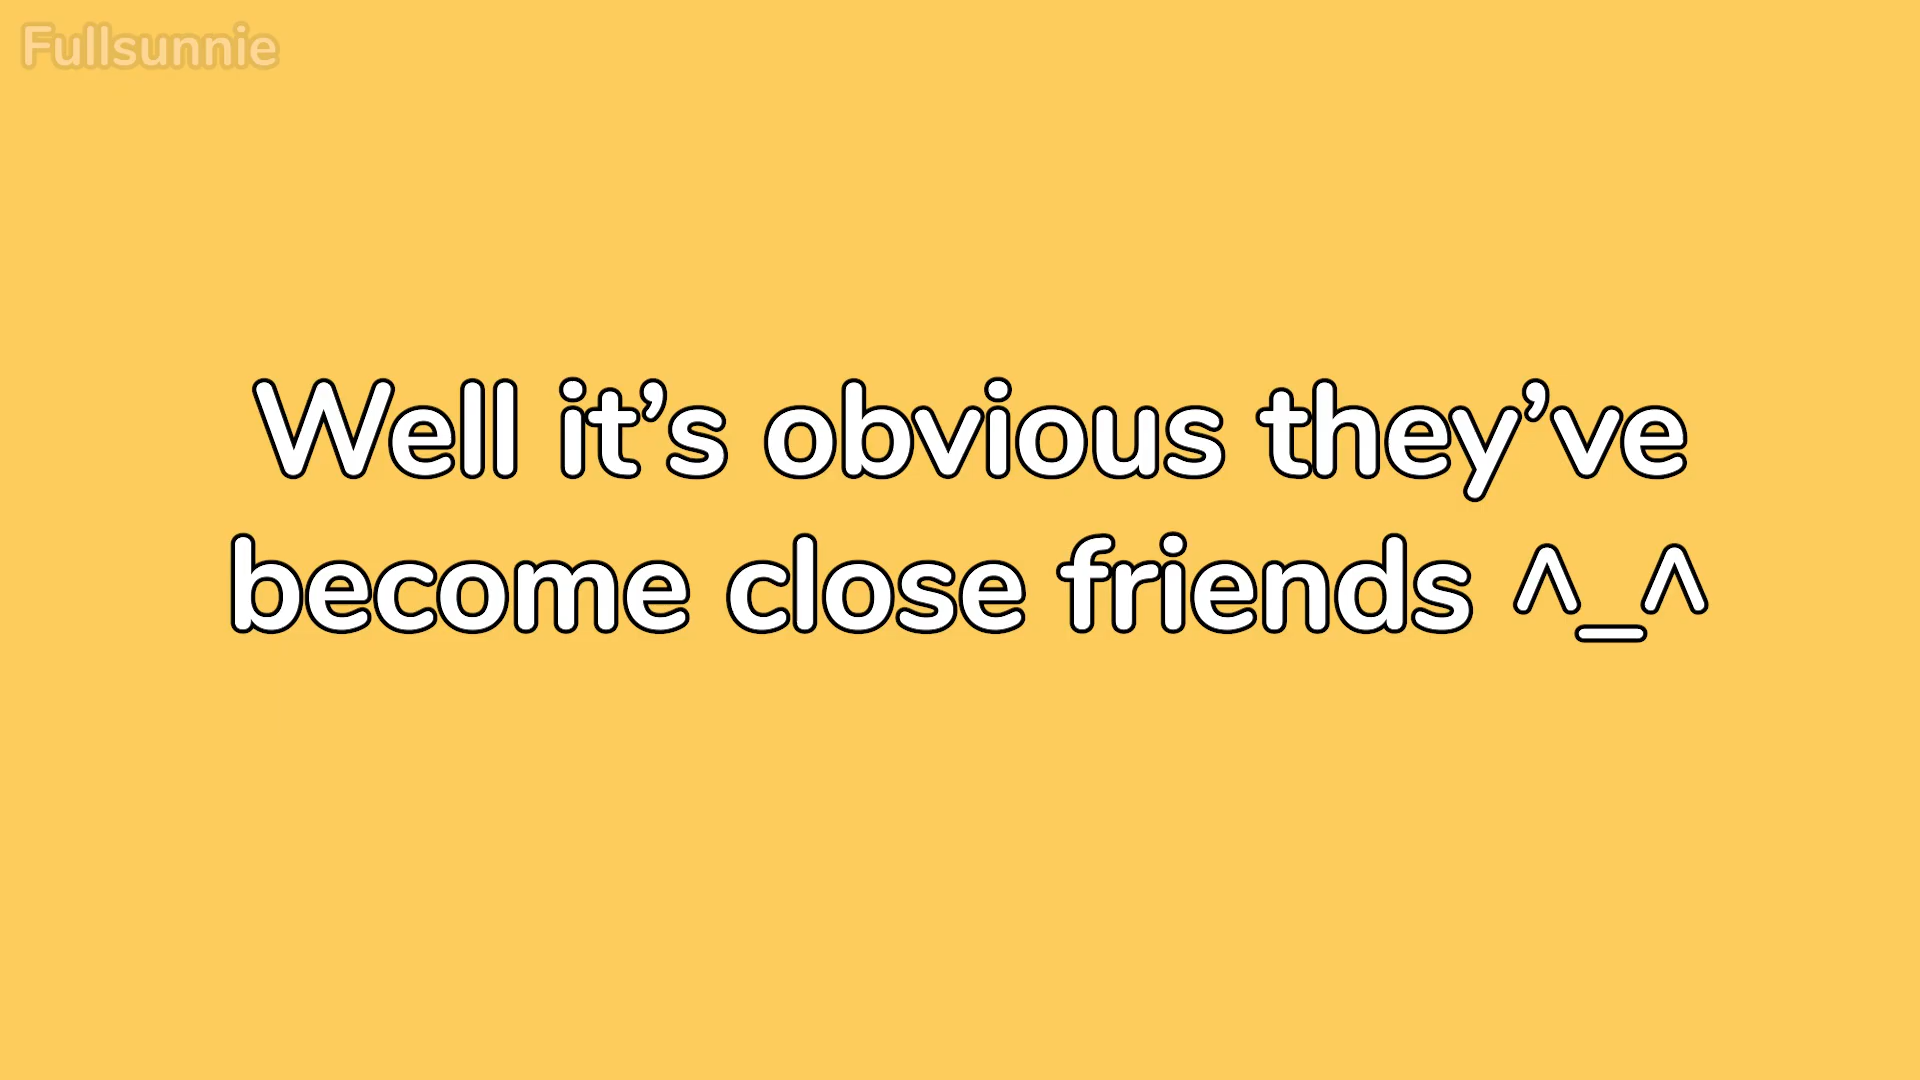 Fullsunnie
Well it’s obvious they’ve
become close friends ^_^